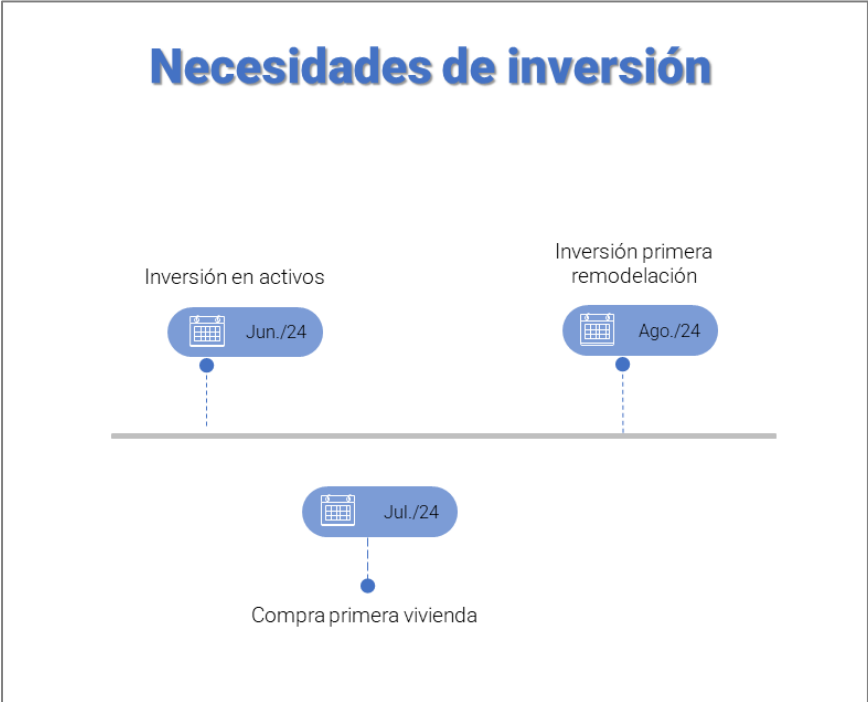 Necesidades de inversión
Inversión en activos
Jun./24
Inversión primera
remodelación
Ago./24
Jul./24
Compra primera vivienda